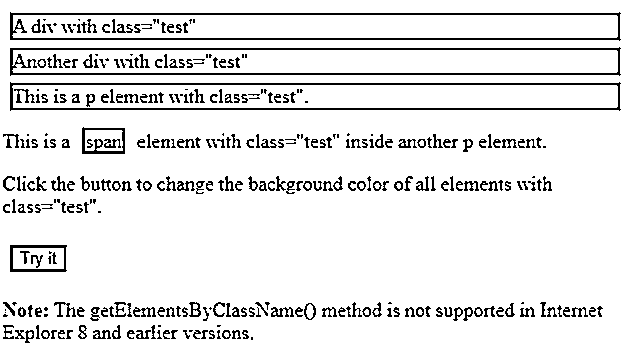 A div with class="test"
Another div with class="test"
This is a p element with class="test".
This is a span element with class="test" inside another p element.
Click the button to change the background color of all elements with
class="test".
Try it
Note: The getElementsByClassName() method is not supported in Internet
Explorer 8 and earlier versions.